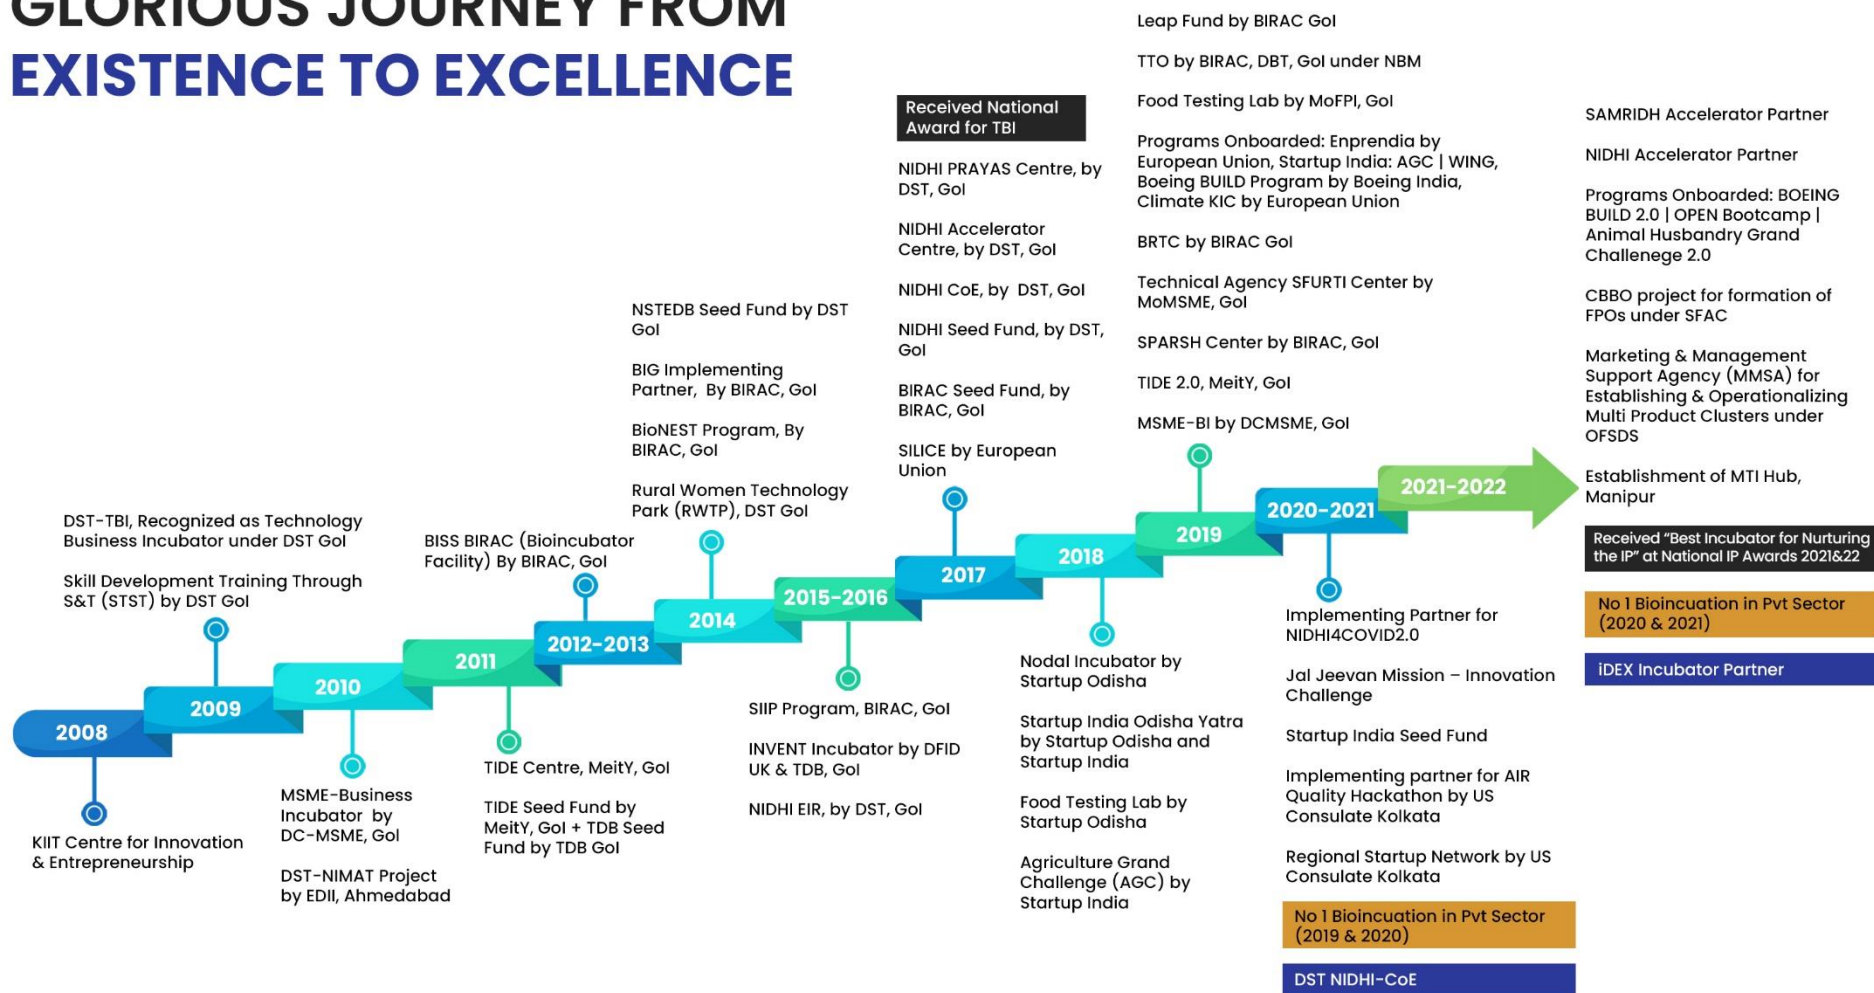 GLORIOUS JOURNEY FROM
EXISTENCE TO EXCELLENCE
2008
KIIT Centre for Innovation
& Entrepreneurship
2009
DST-TBI, Recognized as Technology
Business Incubator under DST GoI
Skill Development Training Through
S&T (STST) by DST GoI
2010
MSME-Business
Incubator by
DC-MSME, GoI
DST-NIMAT Project
by EDII, Ahmedabad
2011
TIDE Centre, MeitY, GoI
TIDE Seed Fund by
MeitY, GoI + TDB Seed
Fund by TDB GoI
2012-2013
BISS BIRAC (Bioincubator
Facility) By BIRAC, GoI
2014
NSTEDB Seed Fund by DST
GoI
BIG Implementing
Partner, By BIRAC, GoI
BioNEST Program, By
BIRAC, GoI
Rural Women Technology
Park (RWTP), DST GoI
2015-2016
SIIP Program, BIRAC, GoI
INVENT Incubator by DFID
UK & TDB, GoI
NIDHI EIR, by DST, GoI
2017
Received National
Award for TBI
NIDHI PRAYAS Centre, by
DST, GoI
NIDHI Accelerator
Centre, by DST, GoI
NIDHI CoE, by DST, GoI
NIDHI Seed Fund, by DST,
GoI
BIRAC Seed Fund, by
BIRAC, GoI
SILICE by European
Union
2018
Nodal Incubator by
Startup Odisha
Startup India Odisha Yatra
by Startup Odisha and
Startup India
Food Testing Lab by
Startup Odisha
Agriculture Grand
Challenge (AGC) by
Startup India
2019
Leap Fund by BIRAC GoI
TTO by BIRAC, DBT, GoI under NBM
Food Testing Lab by MoFPI, GoI
Programs Onboarded: Enprendia by
European Union, Startup India: AGC | WING,
Boeing BUILD Program by Boeing India,
Climate KIC by European Union
BRTC by BIRAC GoI
Technical Agency SFURTI Center by
MoMSME, GoI
SPARSH Center by BIRAC, GoI
TIDE 2.0, MeitY, GoI
MSME-BI by DCMSME, GoI
2020-2021
Implementing Partner for
NIDHI4COVID2.0
Jal Jeevan Mission – Innovation
Challenge
Startup India Seed Fund
Implementing partner for AIR
Quality Hackathon by US
Consulate Kolkata
Regional Startup Network by US
Consulate Kolkata
No 1 Bioincuation in Pvt Sector
(2019 & 2020)
DST NIDHI-CoE
2021-2022
SAMRIDH Accelerator Partner
NIDHI Accelerator Partner
Programs Onboarded: BOEING
BUILD 2.0 | OPEN Bootcamp |
Animal Husbandry Grand
Challenege 2.0
CBBO project for formation of
FPOs under SFAC
Marketing & Management
Support Agency (MMSA) for
Establishing & Operationalizing
Multi Product Clusters under
OFSDS
Establishment of MTI Hub,
Manipur
Received “Best Incubator for Nurturing
the IP” at National IP Awards 2021&22
No 1 Bioincuation in Pvt Sector
(2020 & 2021)
iDEX Incubator Partner